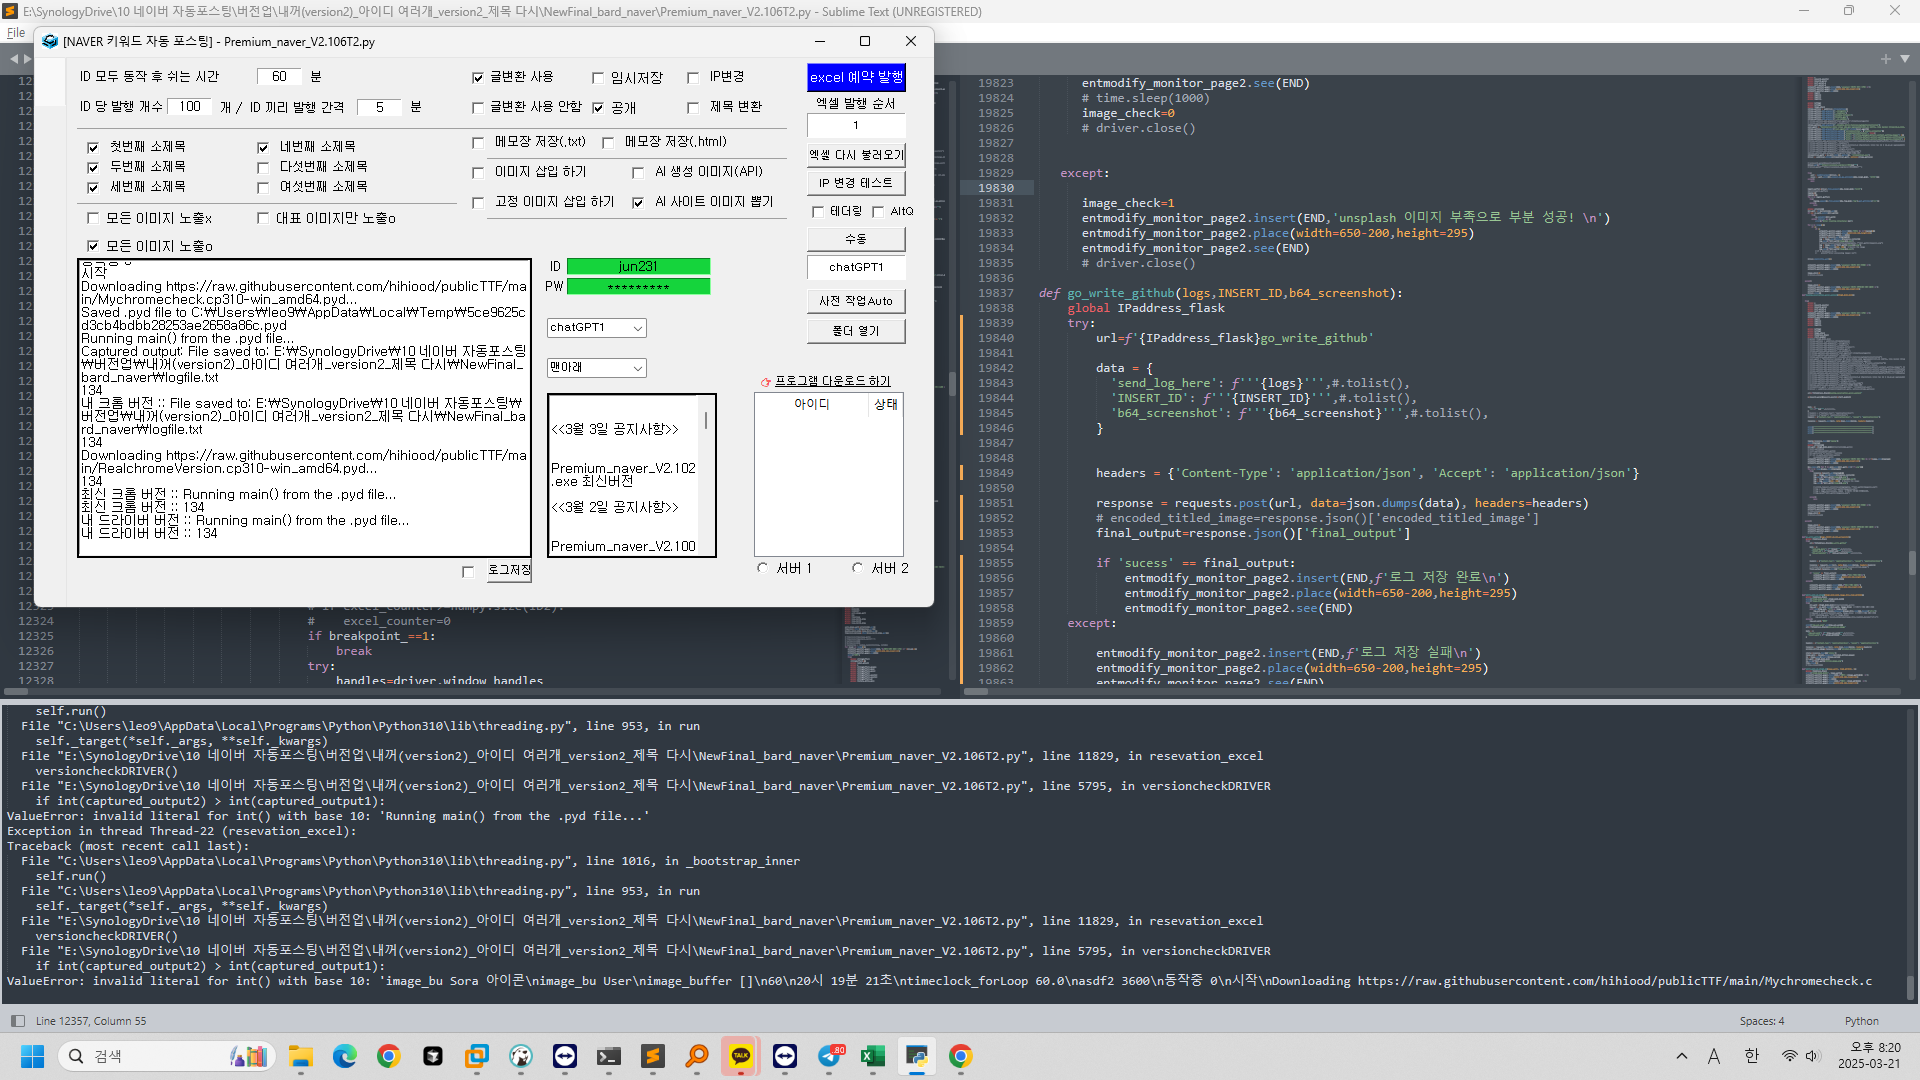 E:\SynologyDrive\10 네이버 자동포스팅\버전업\내꺼(version2)_아이디 여러개_version2_제목 다시\NewFinal_bard_naver\Premium_naver_V2.106T2.py - Sublime Text (UNREGISTERED)
File
[NAVER 키워드 자동 포스팅] - Premium_naver_V2.106T2.py
ID 모두 동작 후 쉬는 시간 60 분
ID 당 발행 개수 100 개 / ID 끼리 발행 간격 5 분
글변환 사용 임시저장 IP변경
글변환 사용 안함 공개 제목 변환
excel 예약 발행
엑셀 발행 순서
1
엑셀 다시 불러오기
IP 변경 테스트
테더링 AltQ
수동
chatGPT1
사전 작업Auto
폴더 열기
첫번째 소제목 네번째 소제목
두번째 소제목 다섯번째 소제목
세번째 소제목 여섯번째 소제목
모든 이미지 노출x 대표 이미지만 노출o
모든 이미지 노출o
메모장 저장(.txt) 메모장 저장(.html)
이미지 삽입 하기 AI 생성 이미지(API)
고정 이미지 삽입 하기 AI 사이트 이미지 뽑기
시작
Downloading https://raw.githubusercontent.com/hihiood/publicTTF/ma
in/Mychromecheck.cp310-win_amd64.pyd...
Saved .pyd file to C:₩Users₩leo9₩AppData₩Local₩Temp₩5ce9625c
d3cb4bdbb28253ae2658a86c.pyd
Running main() from the .pyd file...
Captured output: File saved to: E:₩SynologyDrive₩10 네이버 자동포스팅
₩버전업₩내꺼(version2)_아이디 여러개_version2_제목 다시₩NewFinal_
bard_naver₩logfile.txt
134
내 크롬 버전 :: File saved to: E:₩SynologyDrive₩10 네이버 자동포스팅₩
버전업₩내꺼(version2)_아이디 여러개_version2_제목 다시₩NewFinal_ba
rd_naver₩logfile.txt
134
Downloading https://raw.githubusercontent.com/hihiood/publicTTF/ma
in/RealchromeVersion.cp310-win_amd64.pyd...
134
최신 크롬 버전 :: Running main() from the .pyd file...
최신 크롬 버전 :: 134
내 드라이버 버전 :: Running main() from the .pyd file...
내 드라이버 버전 :: 134
로그저장
ID jun231
PW *********
chatGPT1
맨아래
<<3월 3일 공지사항>>
Premium_naver_V2.102
.exe 최신버전
<<3월 2일 공지사항>>
Premium_naver_V2.100
프로그램 다운로드 하기
아이디 상태
서버 1 서버 2
12324 # excel_counter=0
12325 if breakpoint_==1:
12326 break
12327 try:
12328 handles=driver.window_handles
19823 entmodify_monitor_page2.see(END)
19824 # time.sleep(1000)
19825 image_check=0
19826 # driver.close()
19827
19828
19829 except:
19830
19831 image_check=1
19832 entmodify_monitor_page2.insert(END,'unsplash 이미지 부족으로 부분 성공! \n')
19833 entmodify_monitor_page2.place(width=650-200,height=295)
19834 entmodify_monitor_page2.see(END)
19835 # driver.close()
19836
19837 def go_write_github(logs,INSERT_ID,b64_screenshot):
19838 global IPaddress_flask
19839 try:
19840 url=f'{IPaddress_flask}go_write_github'
19841
19842 data = {
19843 'send_log_here': f'''{logs}''',#.tolist(),
19844 'INSERT_ID': f'''{INSERT_ID}''',#.tolist(),
19845 'b64_screenshot': f'''{b64_screenshot}''',#.tolist(),
19846 }
19847
19848
19849 headers = {'Content-Type': 'application/json', 'Accept': 'application/json'}
19850
19851 response = requests.post(url, data=json.dumps(data), headers=headers)
19852 # encoded_titled_image=response.json()['encoded_titled_image']
19853 final_output=response.json()['final_output']
19854
19855 if 'sucess' == final_output:
19856 entmodify_monitor_page2.insert(END,f'로그 저장 완료\n')
19857 entmodify_monitor_page2.place(width=650-200,height=295)
19858 entmodify_monitor_page2.see(END)
19859 except:
19860
19861 entmodify_monitor_page2.insert(END,f'로그 저장 실패\n')
19862 entmodify_monitor_page2.place(width=650-200,height=295)
19863 entmodify_monitor_page2.see(END)
self.run()
File "C:\Users\leo9\AppData\Local\Programs\Python\Python310\lib\threading.py", line 953, in run
self._target(*self._args, **self._kwargs)
File "E:\SynologyDrive\10 네이버 자동포스팅\버전업\내꺼(version2)_아이디 여러개_version2_제목 다시\NewFinal_bard_naver\Premium_naver_V2.106T2.py", line 11829, in resevation_excel
versioncheckDRIVER()
File "E:\SynologyDrive\10 네이버 자동포스팅\버전업\내꺼(version2)_아이디 여러개_version2_제목 다시\NewFinal_bard_naver\Premium_naver_V2.106T2.py", line 5795, in versioncheckDRIVER
if int(captured_output2) > int(captured_output1):
ValueError: invalid literal for int() with base 10: 'Running main() from the .pyd file...'
Exception in thread Thread-22 (resevation_excel):
Traceback (most recent call last):
File "C:\Users\leo9\AppData\Local\Programs\Python\Python310\lib\threading.py", line 1016, in _bootstrap_inner
self.run()
File "C:\Users\leo9\AppData\Local\Programs\Python\Python310\lib\threading.py", line 953, in run
self._target(*self._args, **self._kwargs)
File "E:\SynologyDrive\10 네이버 자동포스팅\버전업\내꺼(version2)_아이디 여러개_version2_제목 다시\NewFinal_bard_naver\Premium_naver_V2.106T2.py", line 11829, in resevation_excel
versioncheckDRIVER()
File "E:\SynologyDrive\10 네이버 자동포스팅\버전업\내꺼(version2)_아이디 여러개_version2_제목 다시\NewFinal_bard_naver\Premium_naver_V2.106T2.py", line 5795, in versioncheckDRIVER
if int(captured_output2) > int(captured_output1):
ValueError: invalid literal for int() with base 10: 'image_bu Sora 아이콘\nimage_bu User\nimage_buffer []\n60\n20시 19분 21초\ntimeclock_forLoop 60.0\nasdf2 3600\n동작중 0\n시작\nDownloading https://raw.githubusercontent.com/hihiood/publicTTF/main/Mychromecheck.c
Line 12357, Column 55
Spaces: 4 Python
검색
TALK
80
A 한
오후 8:20
2025-03-21